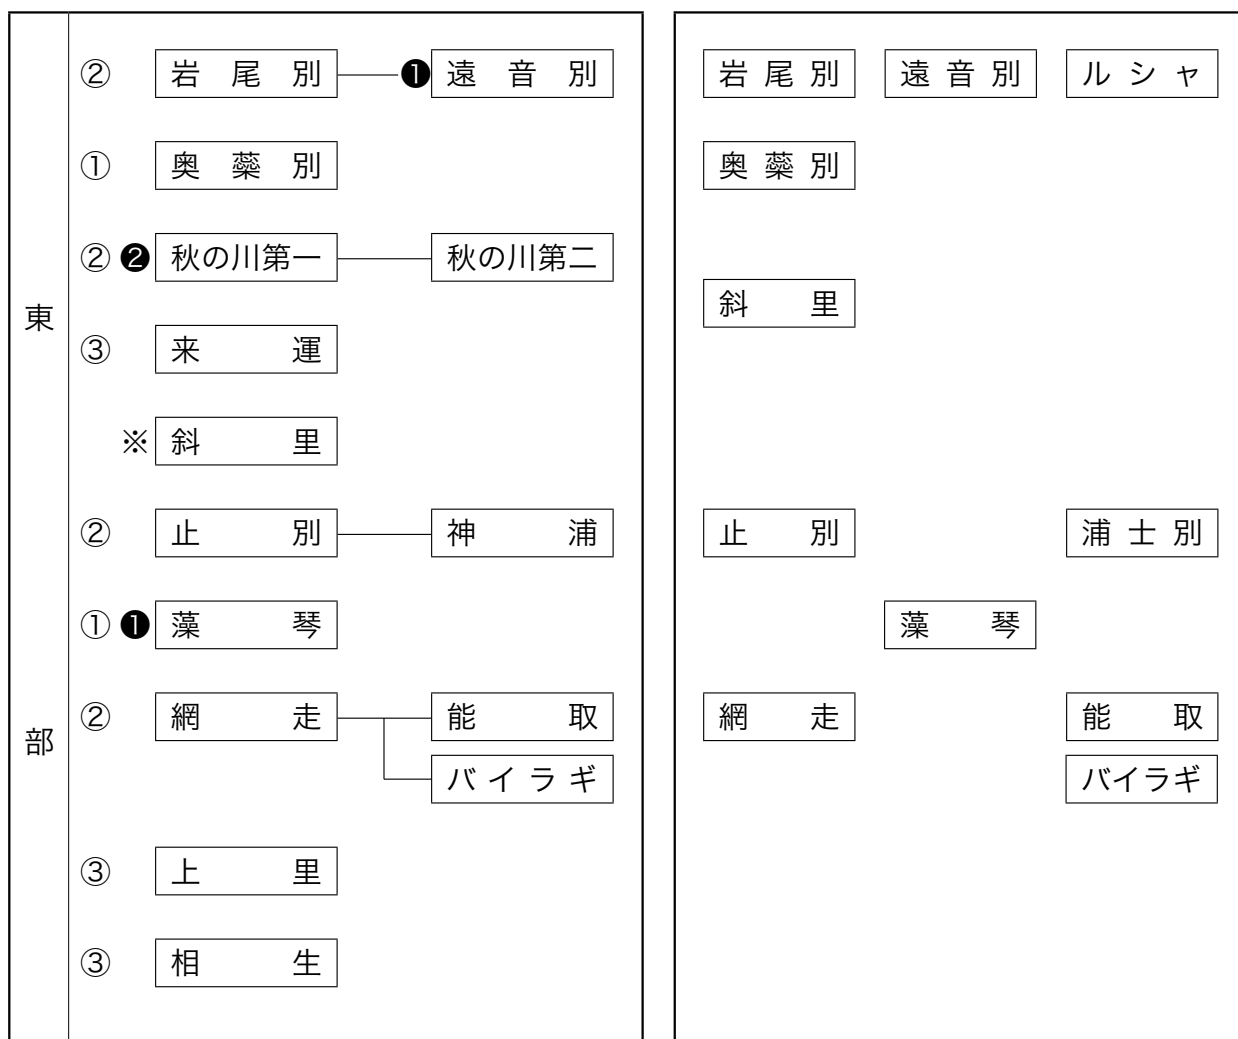 東部
② 岩尾別 ❶ 遠音別
① 奥蘂別
② ❷ 秋の川第一 秋の川第二
③ 来運
※ 斜里
② 止別 神浦
① ❶ 藻琴
② 網走 能取
バイラギ
③ 上里
③ 相生
岩尾別 遠音別 ルシャ
奥蘂別
斜里
止別 浦士別
藻琴
網走 能取
バイラギ